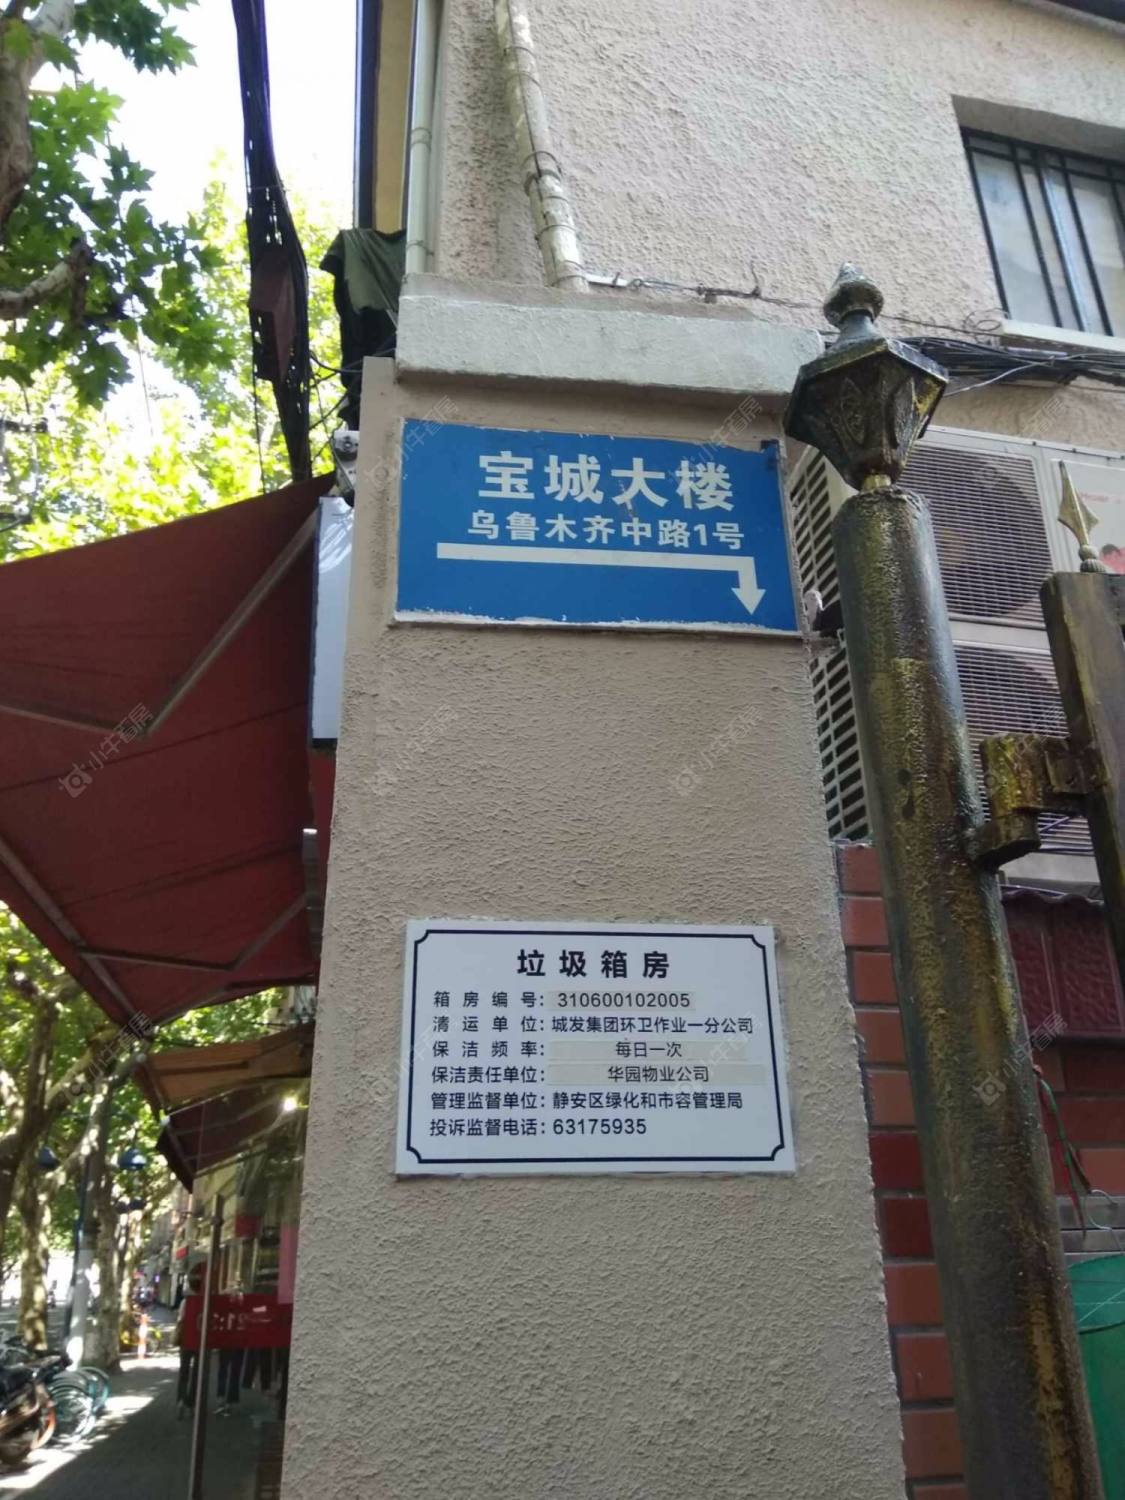 宝城大楼
乌鲁木齐中路1号
垃圾箱房
箱房编号：310600102005
清运单位：城发集团环卫作业一分公司
保洁频率：每日一次
保洁责任单位：华园物业公司
管理监督单位：静安区绿化和市容管理局
投诉监督电话：63175935
小牛看房